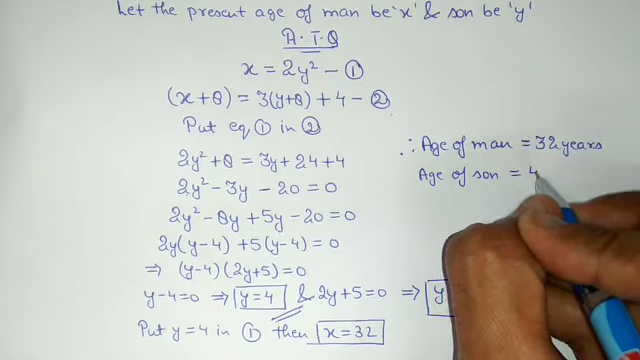 Let the present age of man be 'x' & son be 'y'
A.T.Q
x = 2y² – ①
(x+8) = 3(y+8) + 4 – ②
Put eq ① in ②
2y² + 8 = 3y + 24 + 4
2y² – 3y – 20 = 0
2y² – 8y + 5y – 20 = 0
2y(y–4) + 5(y–4) = 0
⇒ (y–4)(2y+5) = 0
y–4=0 ⇒ y=4 & 2y+5=0 ⇒ y
Put y=4 in ① then x=32
∴ Age of man = 32 years
Age of son = 4